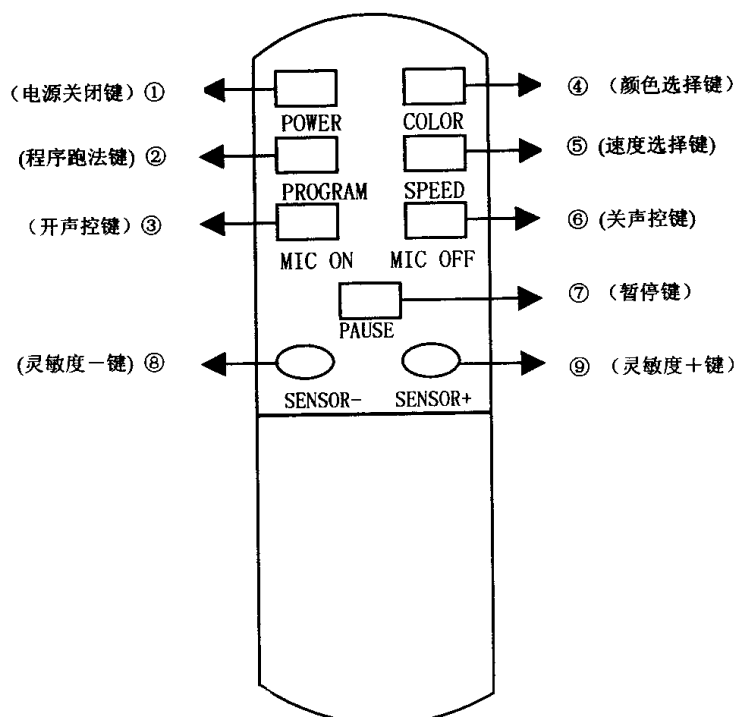 （电源关闭键）①
④ （颜色选择键）
POWER
COLOR
(程序跑法键) ②
⑤ (速度选择键)
PROGRAM
SPEED
（开声控键）③
⑥ (关声控键)
MIC ON
MIC OFF
⑦ （暂停键）
PAUSE
(灵敏度－键) ⑧
⑨ （灵敏度＋键）
SENSOR-
SENSOR+